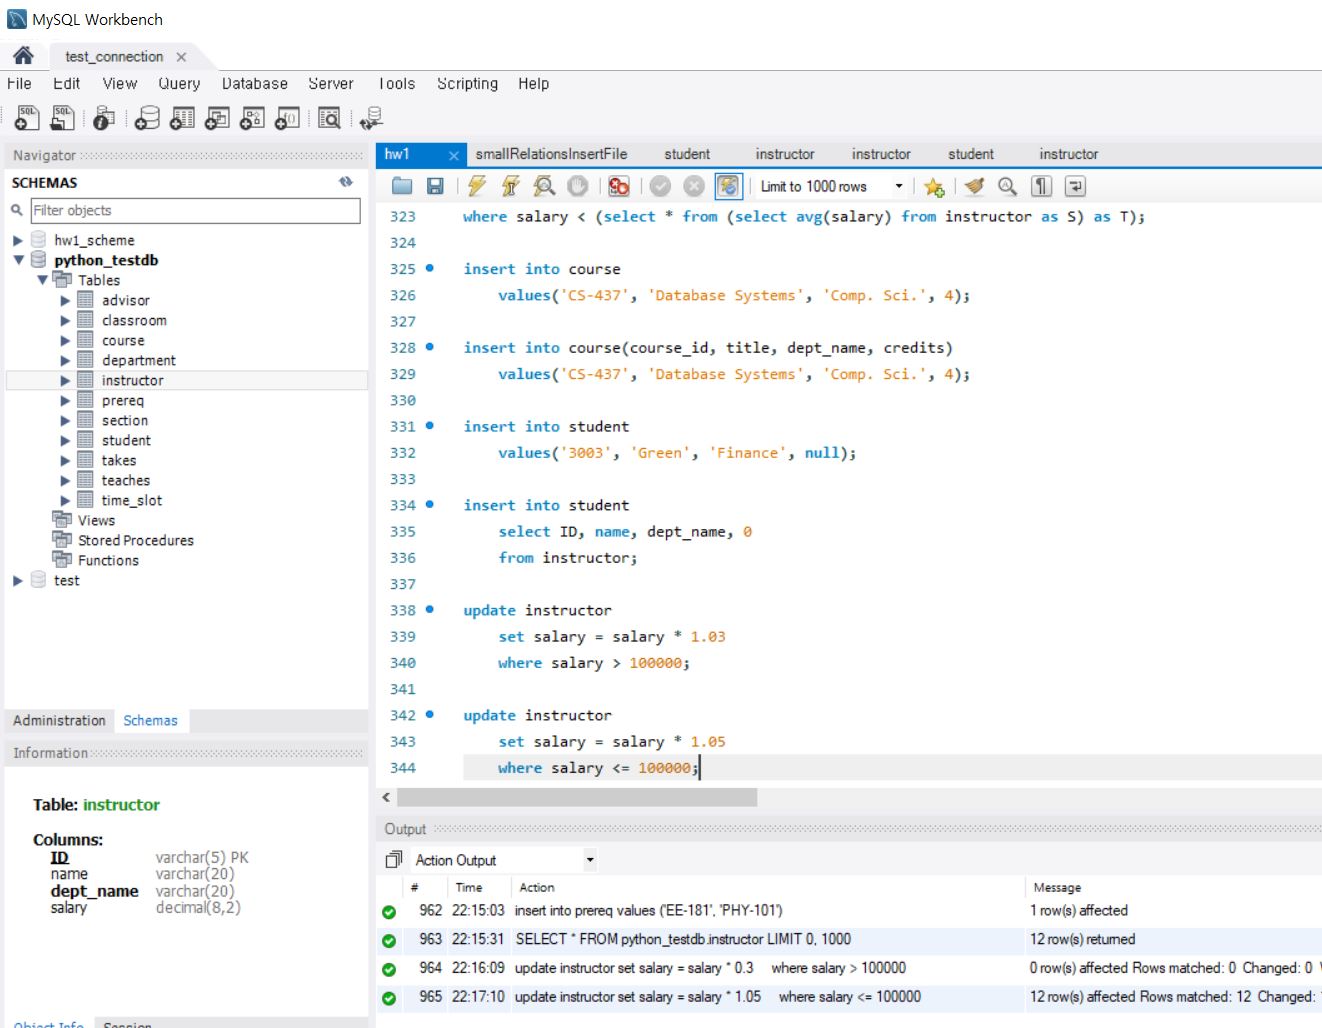 MySQL Workbench
test_connection
File Edit View Query Database Server Tools Scripting Help
Navigator
SCHEMAS
Filter objects
hw1_scheme
python_testdb
Tables
advisor
classroom
course
department
instructor
prereq
section
student
takes
teaches
time_slot
Views
Stored Procedures
Functions
test
Administration Schemas
Information
Table: instructor
Columns:
ID varchar(5) PK
name varchar(20)
dept_name varchar(20)
salary decimal(8,2)
Object Info Session
hw1 smallRelationsInsertFile student instructor instructor student instructor
Limit to 1000 rows
323 where salary < (select * from (select avg(salary) from instructor as S) as T);
324
325 insert into course
326 values('CS-437', 'Database Systems', 'Comp. Sci.', 4);
327
328 insert into course(course_id, title, dept_name, credits)
329 values('CS-437', 'Database Systems', 'Comp. Sci.', 4);
330
331 insert into student
332 values('3003', 'Green', 'Finance', null);
333
334 insert into student
335 select ID, name, dept_name, 0
336 from instructor;
337
338 update instructor
339 set salary = salary * 1.03
340 where salary > 100000;
341
342 update instructor
343 set salary = salary * 1.05
344 where salary <= 100000;
Output
Action Output
# Time Action Message
962 22:15:03 insert into prereq values ('EE-181', 'PHY-101') 1 row(s) affected
963 22:15:31 SELECT * FROM python_testdb.instructor LIMIT 0, 1000 12 row(s) returned
964 22:16:09 update instructor set salary = salary * 0.3 where salary > 100000 0 row(s) affected Rows matched: 0 Changed: 0
965 22:17:10 update instructor set salary = salary * 1.05 where salary <= 100000 12 row(s) affected Rows matched: 12 Changed: